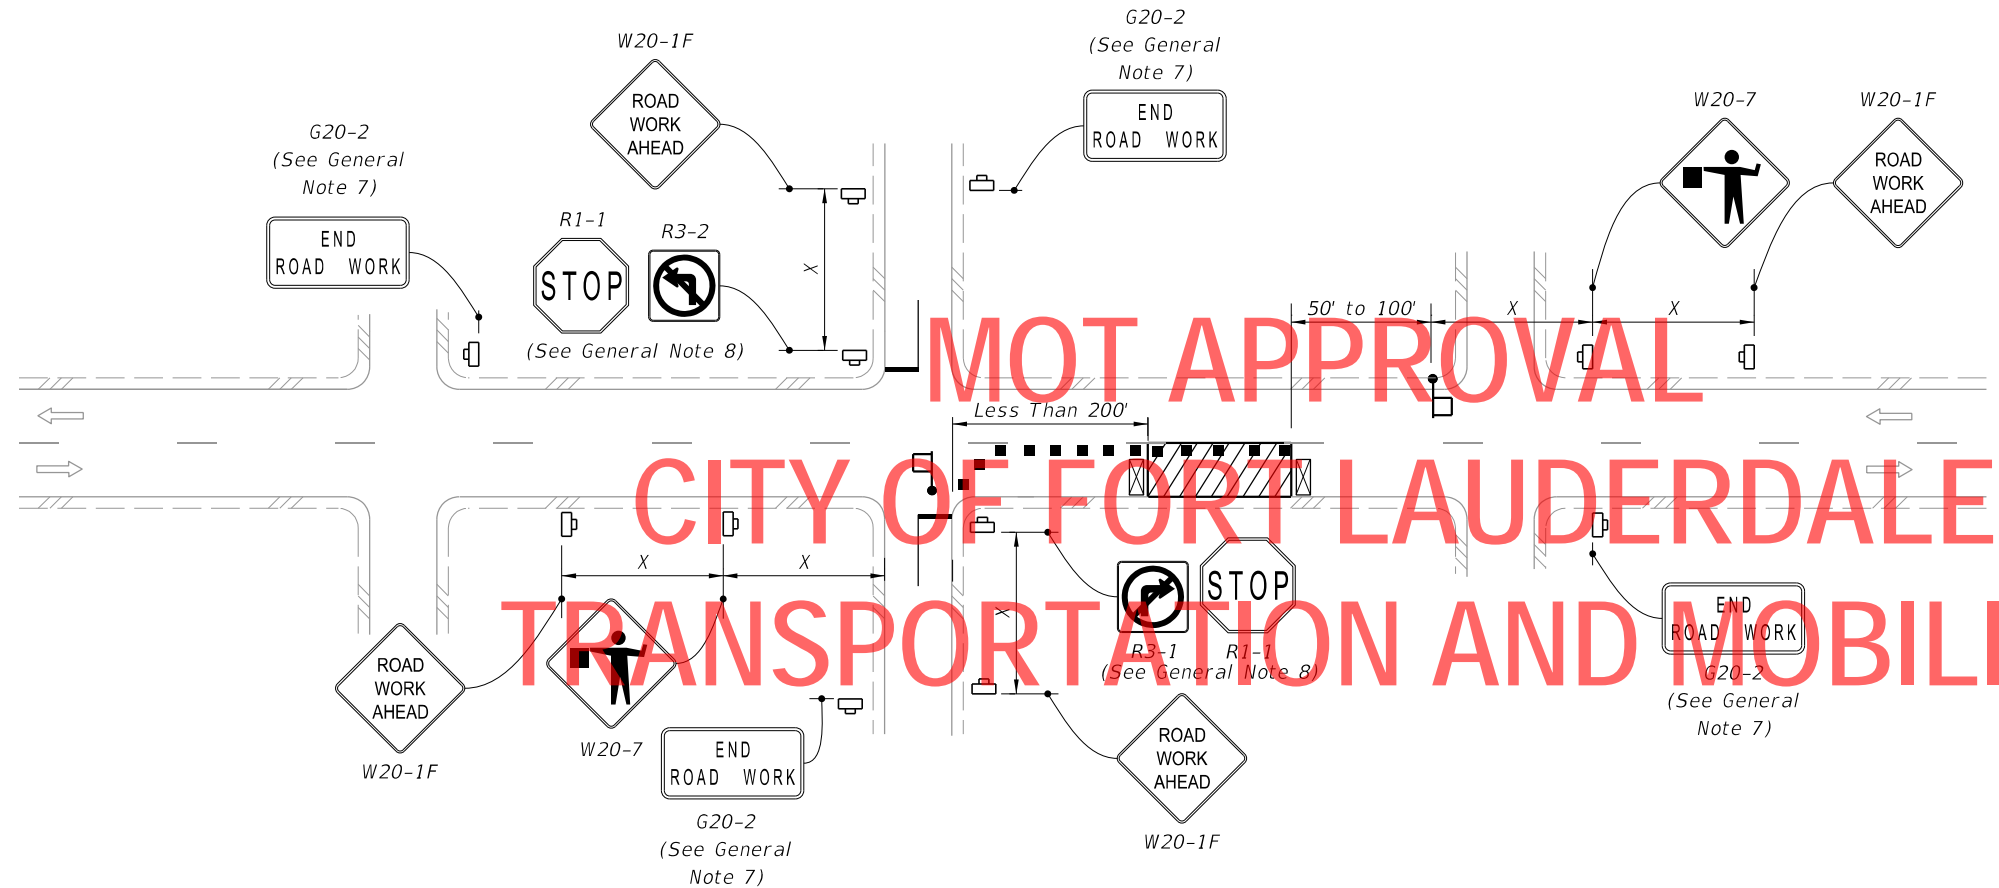 G20-2
(See General
Note 7)
W20-1F
ROAD
WORK
AHEAD
END
ROAD WORK
W20-7
W20-1F
ROAD
WORK
AHEAD
G20-2
(See General
Note 7)
END
ROAD WORK
R1-1
R3-2
STOP
(See General Note 8)
X
50' to 100'
X
X
MOT APPROVAL
Less Than 200'
CITY OF FORT LAUDERDALE
X
X
X
TRANSPORTATION AND MOBILI
STOP
R3-1
R1-1
(See General Note 8)
END
ROAD WORK
G20-2
(See General
Note 7)
ROAD
WORK
AHEAD
W20-1F
W20-7
END
ROAD WORK
G20-2
(See General
Note 7)
ROAD
WORK
AHEAD
W20-1F